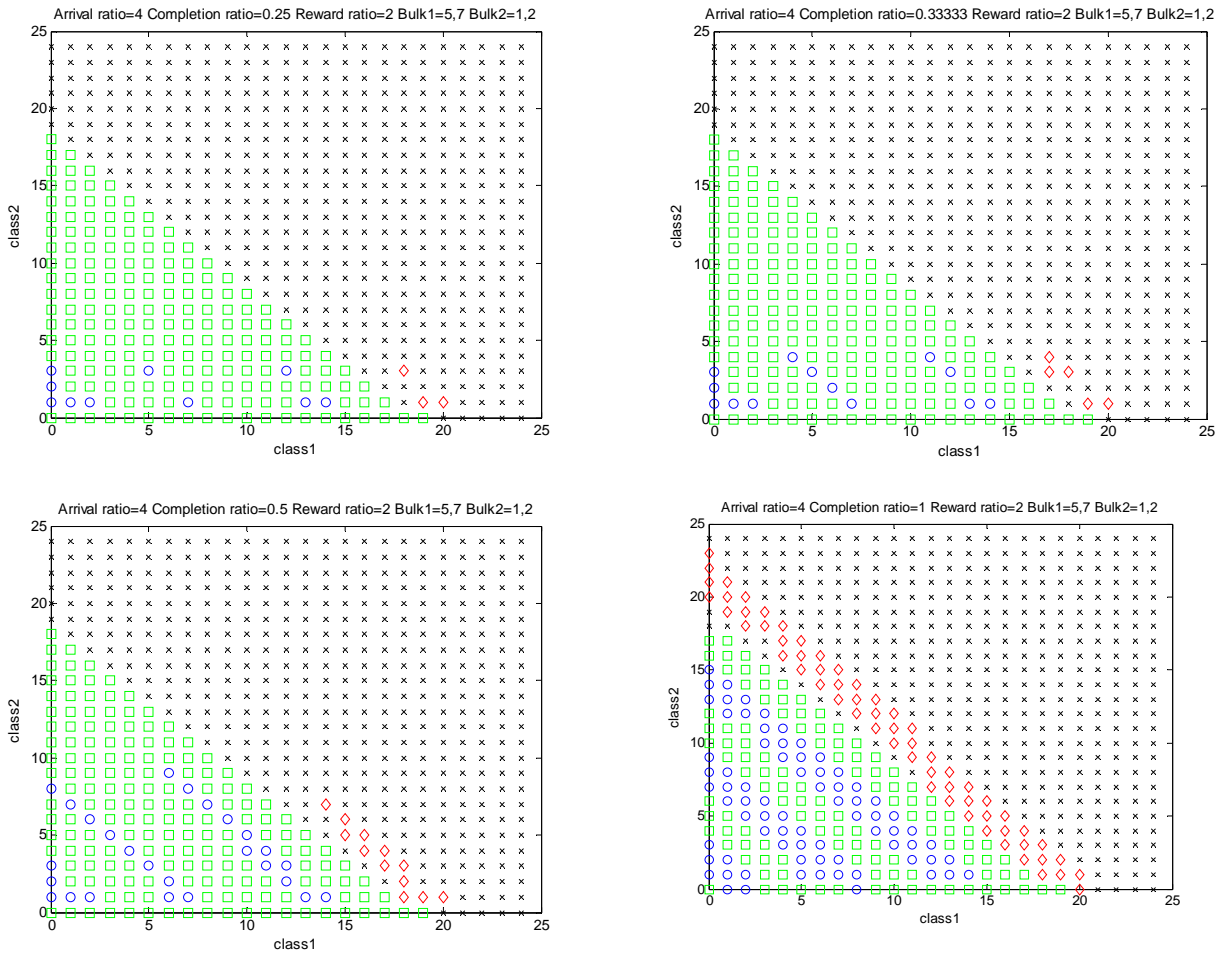 Arrival ratio=4 Completion ratio=0.25 Reward ratio=2 Bulk1=5,7 Bulk2=1,2
25
20
15
10
5
0
class2
0 5 10 15 20 25
class1
Arrival ratio=4 Completion ratio=0.33333 Reward ratio=2 Bulk1=5,7 Bulk2=1,2
25
20
15
10
5
0
class2
0 5 10 15 20 25
class1
Arrival ratio=4 Completion ratio=0.5 Reward ratio=2 Bulk1=5,7 Bulk2=1,2
25
20
15
10
5
0
class2
0 5 10 15 20 25
class1
Arrival ratio=4 Completion ratio=1 Reward ratio=2 Bulk1=5,7 Bulk2=1,2
25
20
15
10
5
0
class2
0 5 10 15 20 25
class1